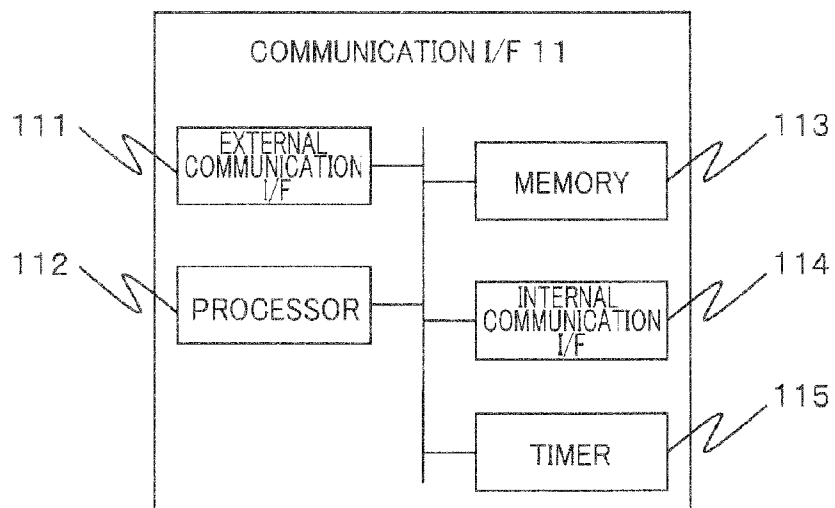 COMMUNICATION I/F 11
111
EXTERNAL
COMMUNICATION
I/F
113
MEMORY
112
PROCESSOR
114
INTERNAL
COMMUNICATION
I/F
115
TIMER